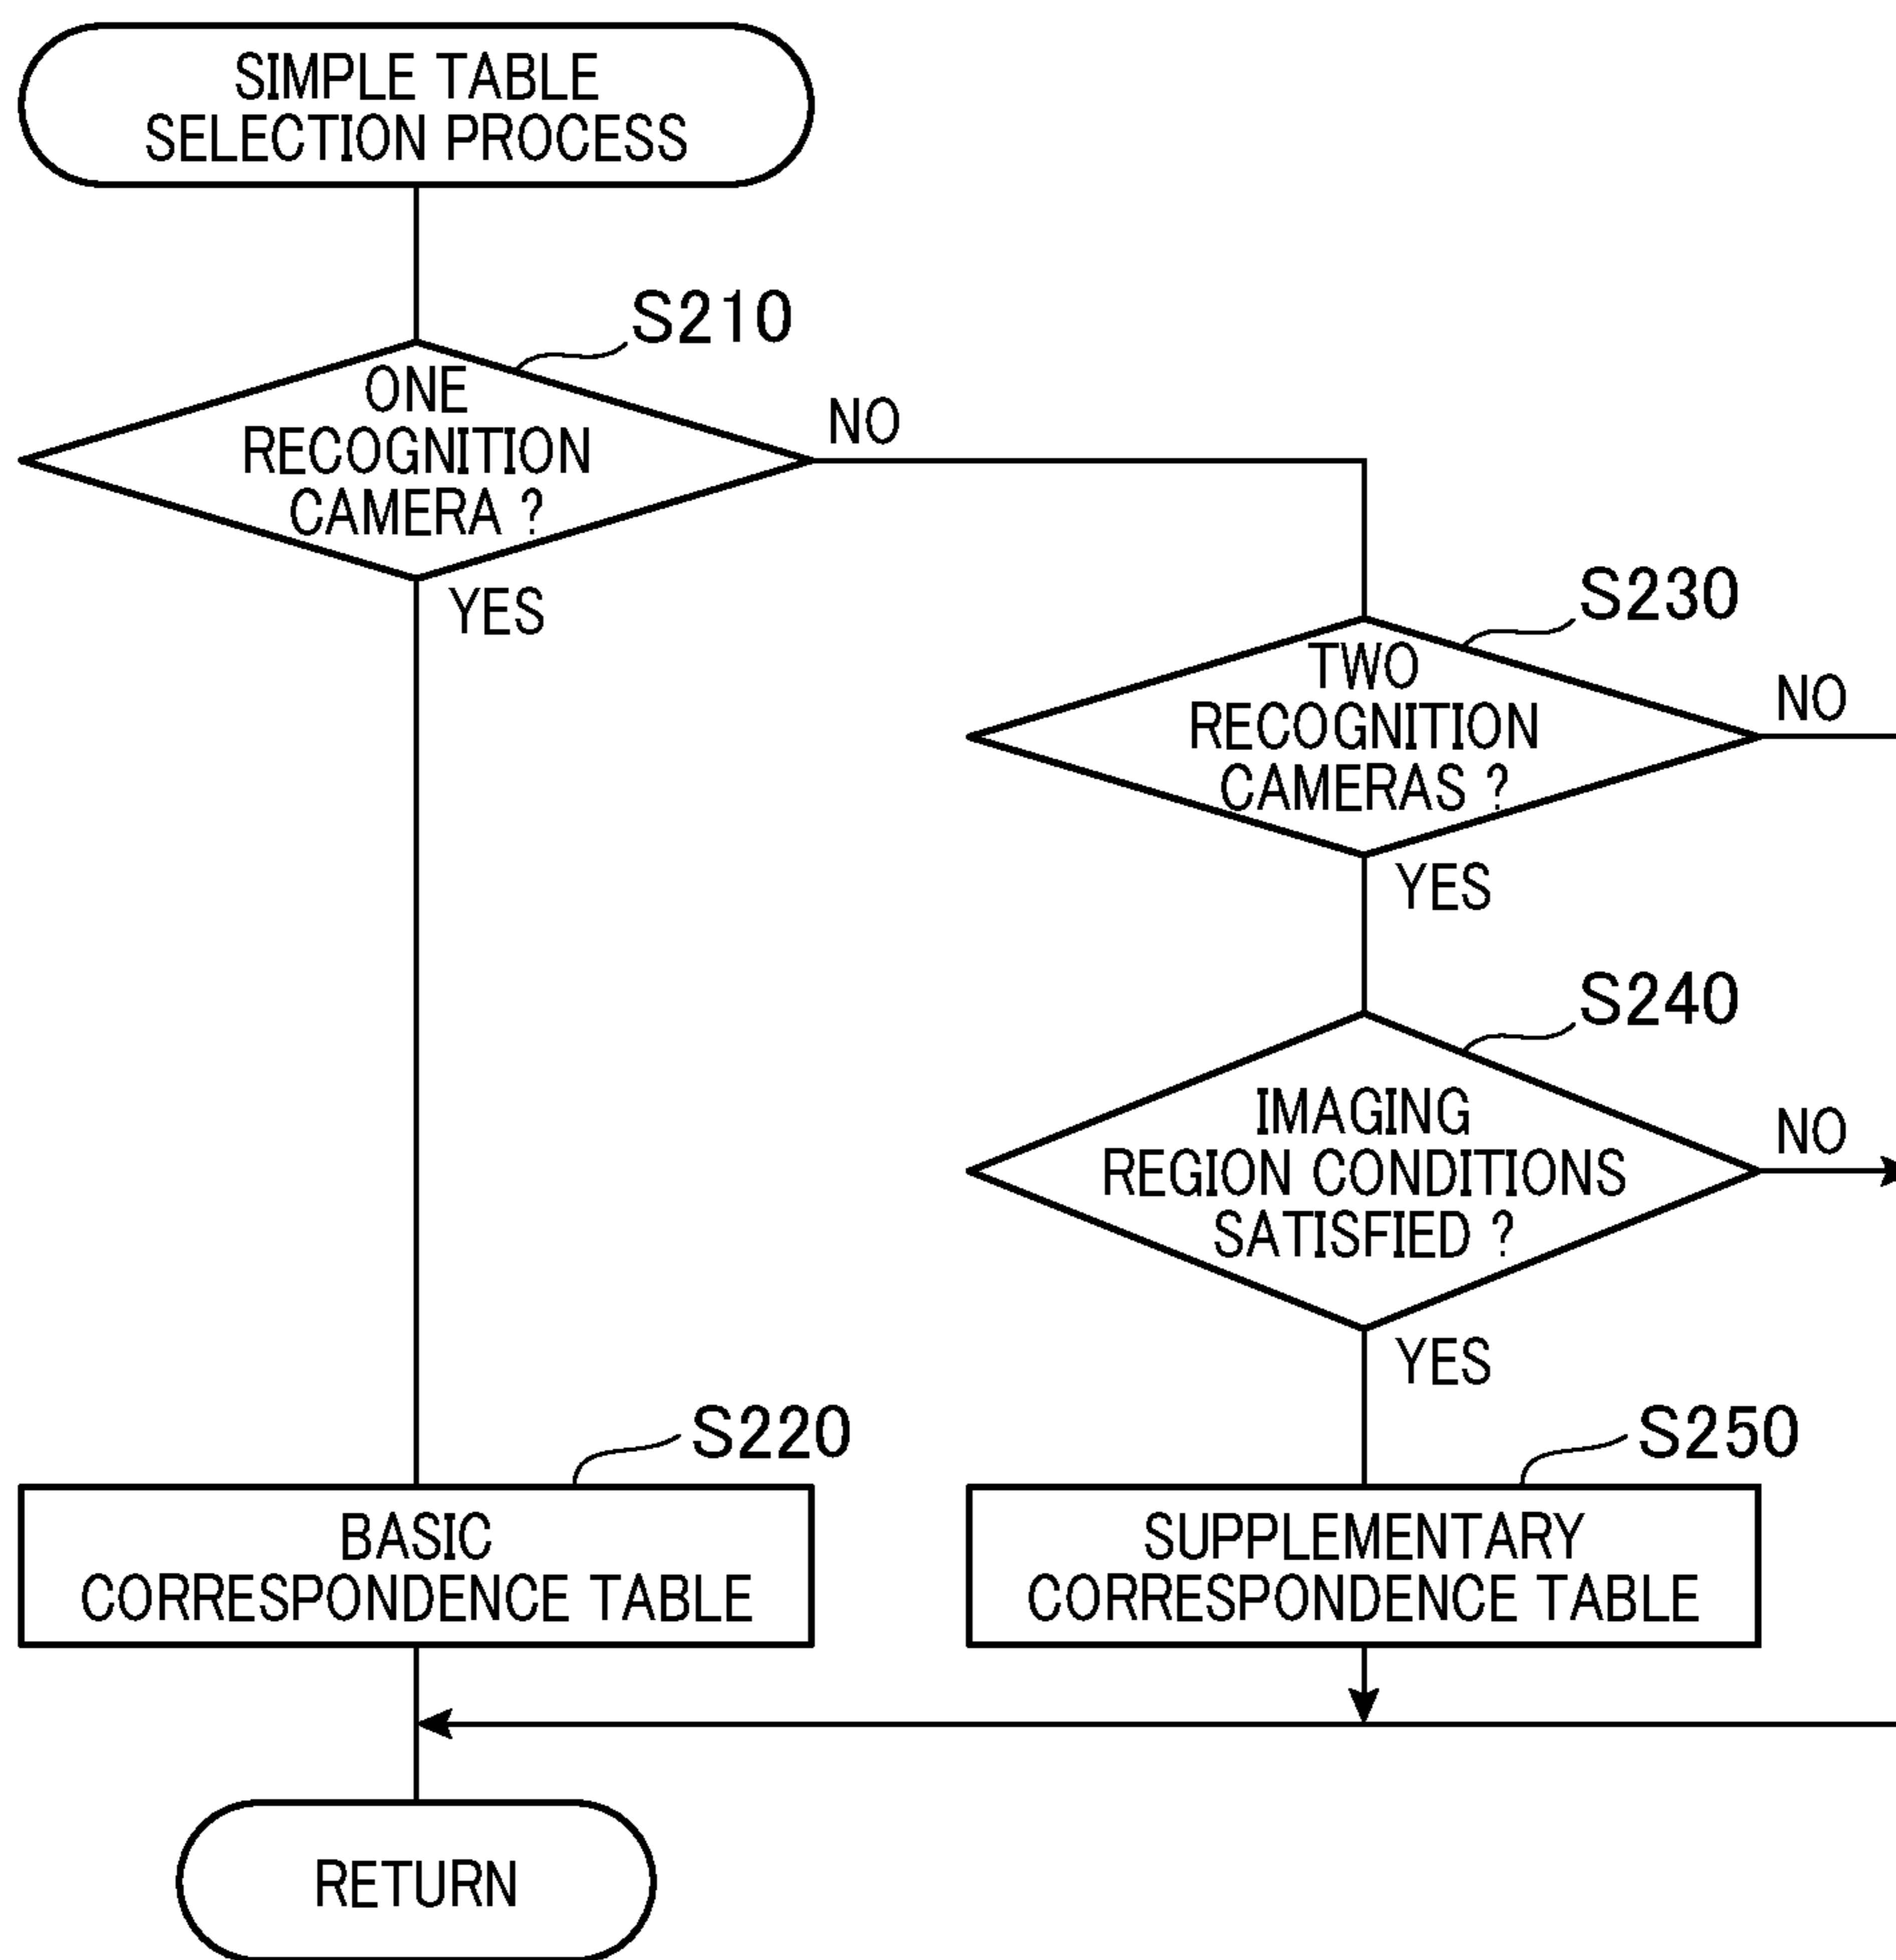 SIMPLE TABLE
SELECTION PROCESS
S210
ONE
RECOGNITION
CAMERA ?
NO
YES
S230
TWO
RECOGNITION
CAMERAS ?
NO
YES
S240
IMAGING
REGION CONDITIONS
SATISFIED ?
NO
YES
S220
BASIC
CORRESPONDENCE TABLE
S250
SUPPLEMENTARY
CORRESPONDENCE TABLE
RETURN